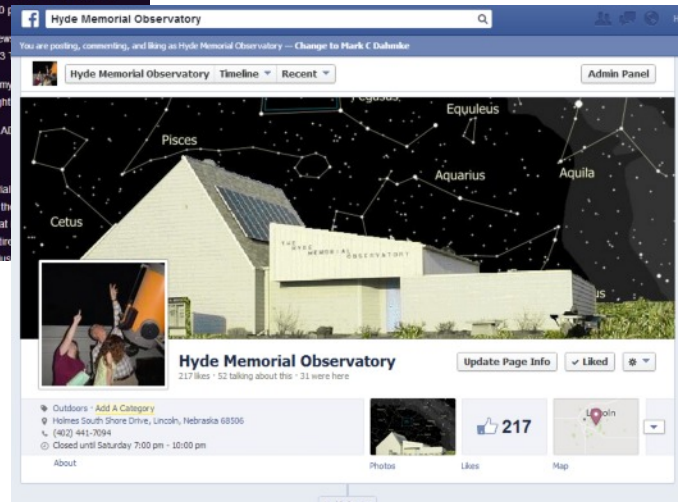 Hyde Memorial Observatory
You are posting, commenting, and liking as Hyde Memorial Observatory — Change to Mark C Dahmke
Hyde Memorial Observatory Timeline Recent Admin Panel
Equuleus
Pisces
Aquarius
Aquila
Cetus
THE HYDE MEMORIAL OBSERVATORY
Hyde Memorial Observatory
217 likes · 52 talking about this · 31 were here
Update Page Info Liked
Outdoors · Add A Category
Holmes South Shore Drive, Lincoln, Nebraska 68506
(402) 441-7094
Closed until Saturday 7:00 pm - 10:00 pm
217
About
Photos
Likes
Map